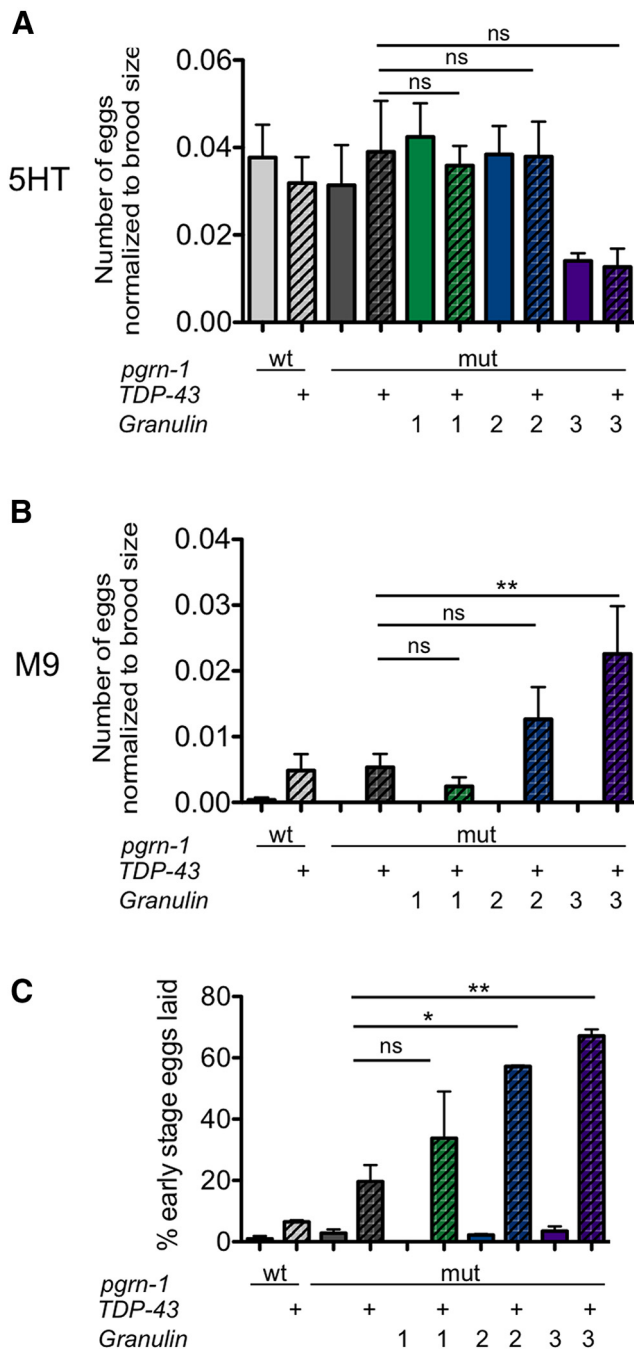 A
5HT
Number of eggs
normalized to brood size
0.06
0.04
0.02
0.00
ns
ns
ns
wt
mut
pgrn-1
TDP-43
+ + + + +
Granulin
1 1 2 2 3 3
B
M9
Number of eggs
normalized to brood size
0.04
0.03
0.02
0.01
0.00
**
ns
ns
wt
mut
pgrn-1
TDP-43
+ + + + +
Granulin
1 1 2 2 3 3
C
% early stage eggs laid
80
60
40
20
0
**
*
ns
wt
mut
pgrn-1
TDP-43
+ + + + +
Granulin
1 1 2 2 3 3